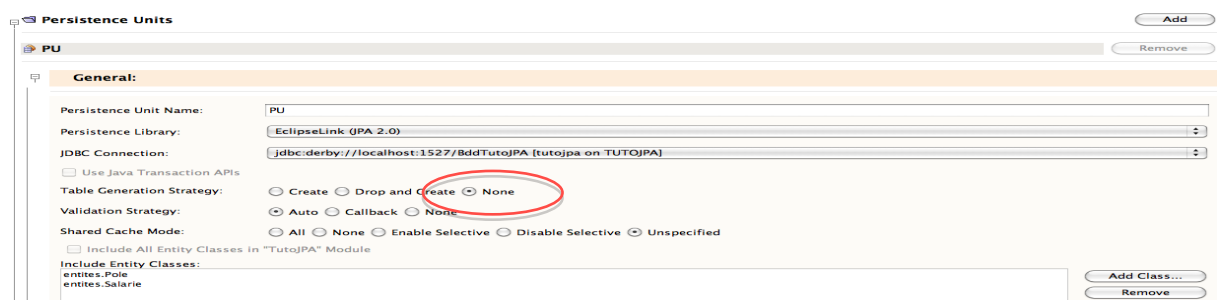 Persistence Units Add
PU Remove
General:
Persistence Unit Name: PU
Persistence Library: EclipseLink (JPA 2.0)
JDBC Connection: jdbc:derby://localhost:1527/BddTutoJPA [tutojpa on TUTOJPA]
Use Java Transaction APIs
Table Generation Strategy: Create Drop and Create None
Validation Strategy: Auto Callback None
Shared Cache Mode: All None Enable Selective Disable Selective Unspecified
Include All Entity Classes in "TutoJPA" Module
Include Entity Classes:
entites.Pole Add Class...
entites.Salarie
Remove